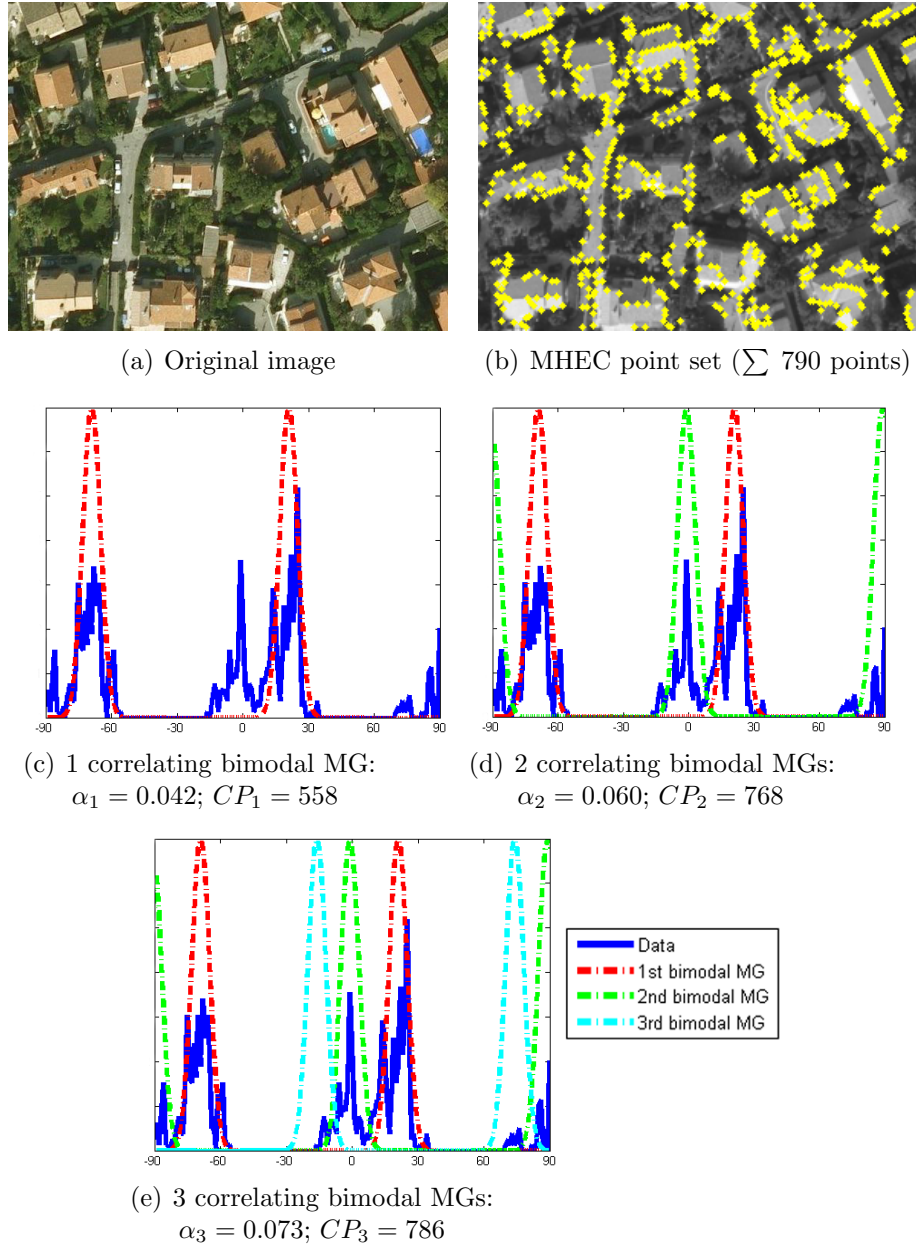 (a) Original image
(b) MHEC point set (∑ 790 points)
-90 -60 -30 0 30 60 90
-90 -60 -30 0 30 60 90
(c) 1 correlating bimodal MG:
α₁ = 0.042; CP₁ = 558
(d) 2 correlating bimodal MGs:
α₂ = 0.060; CP₂ = 768
-90 -60 -30 0 30 60 90
Data
1st bimodal MG
2nd bimodal MG
3rd bimodal MG
(e) 3 correlating bimodal MGs:
α₃ = 0.073; CP₃ = 786